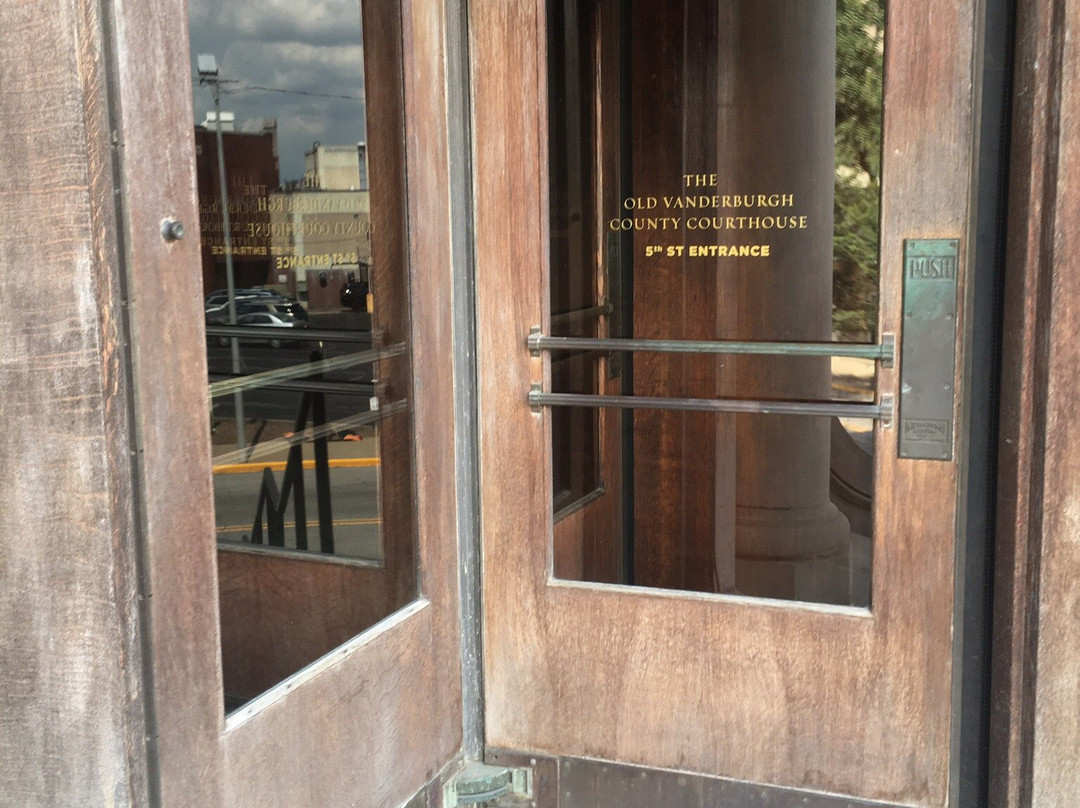 THE
OLD VANDERBURGH
COUNTY COURTHOUSE
5th ST ENTRANCE
PUSH